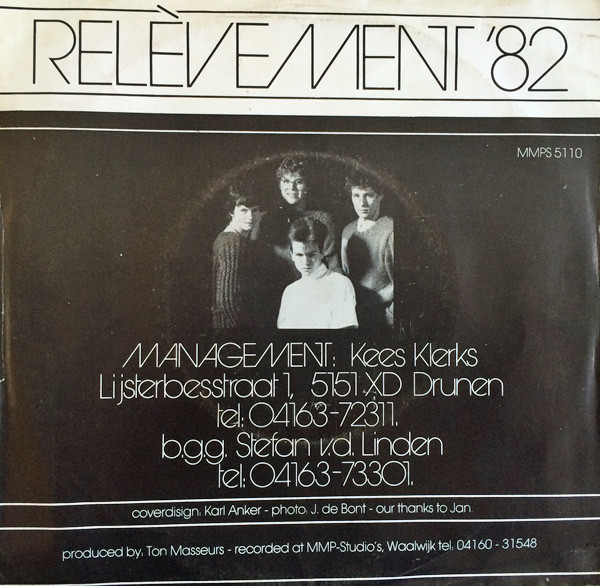 RELÈVEMENT '82
MMPS 5110
MANAGEMENT: Kees Klerks
Lijsterbesstraat 1, 5151 XD Drunen
tel: 04163-72311.
b.g.g. Stefan v.d. Linden
tel: 04163-73301.
coverdisign: Karl Anker - photo: J. de Bont - our thanks to Jan.
produced by: Ton Masseurs - recorded at MMP-Studio's, Waalwijk tel: 04160 - 31548